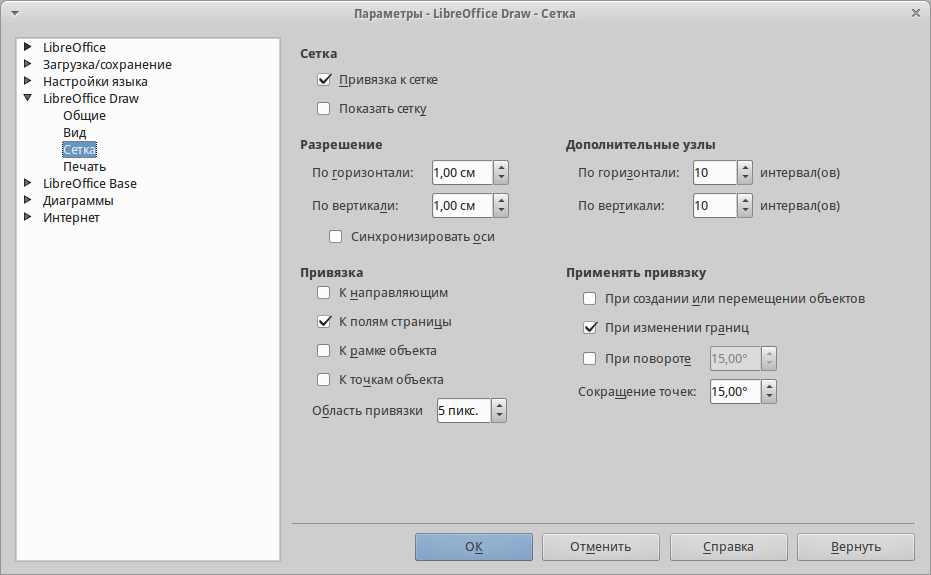 Параметры - LibreOffice Draw - Сетка
LibreOffice
Загрузка/сохранение
Настройки языка
LibreOffice Draw
Общие
Вид
Сетка
Печать
LibreOffice Base
Диаграммы
Интернет
Сетка
Привязка к сетке
Показать сетку
Разрешение
По горизонтали: 1,00 см
По вертикали: 1,00 см
Синхронизировать оси
Дополнительные узлы
По горизонтали: 10 интервал(ов)
По вертикали: 10 интервал(ов)
Привязка
К направляющим
К полям страницы
К рамке объекта
К точкам объекта
Область привязки 5 пикс.
Применять привязку
При создании или перемещении объектов
При изменении границ
При повороте 15,00°
Сокращение точек: 15,00°
OK Отменить Справка Вернуть